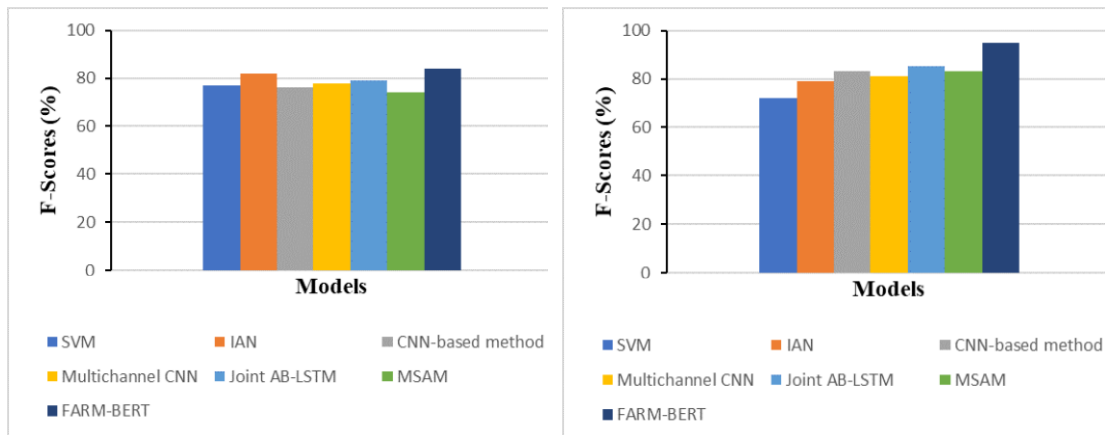 100
80
60
40
20
0
F-Scores (%)
Models
SVM
IAN
CNN-based method
Multichannel CNN
Joint AB-LSTM
MSAM
FARM-BERT
100
80
60
40
20
0
F-Scores (%)
Models
SVM
IAN
CNN-based method
Multichannel CNN
Joint AB-LSTM
MSAM
FARM-BERT